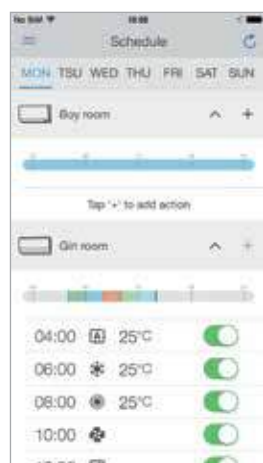 No SIM
Schedule
MON TSU WED THU FRI SAT SUN
Boy room
Tap '+' to add action
Girl room
04:00 A 25°C
06:00 25°C
08:00 25°C
10:00